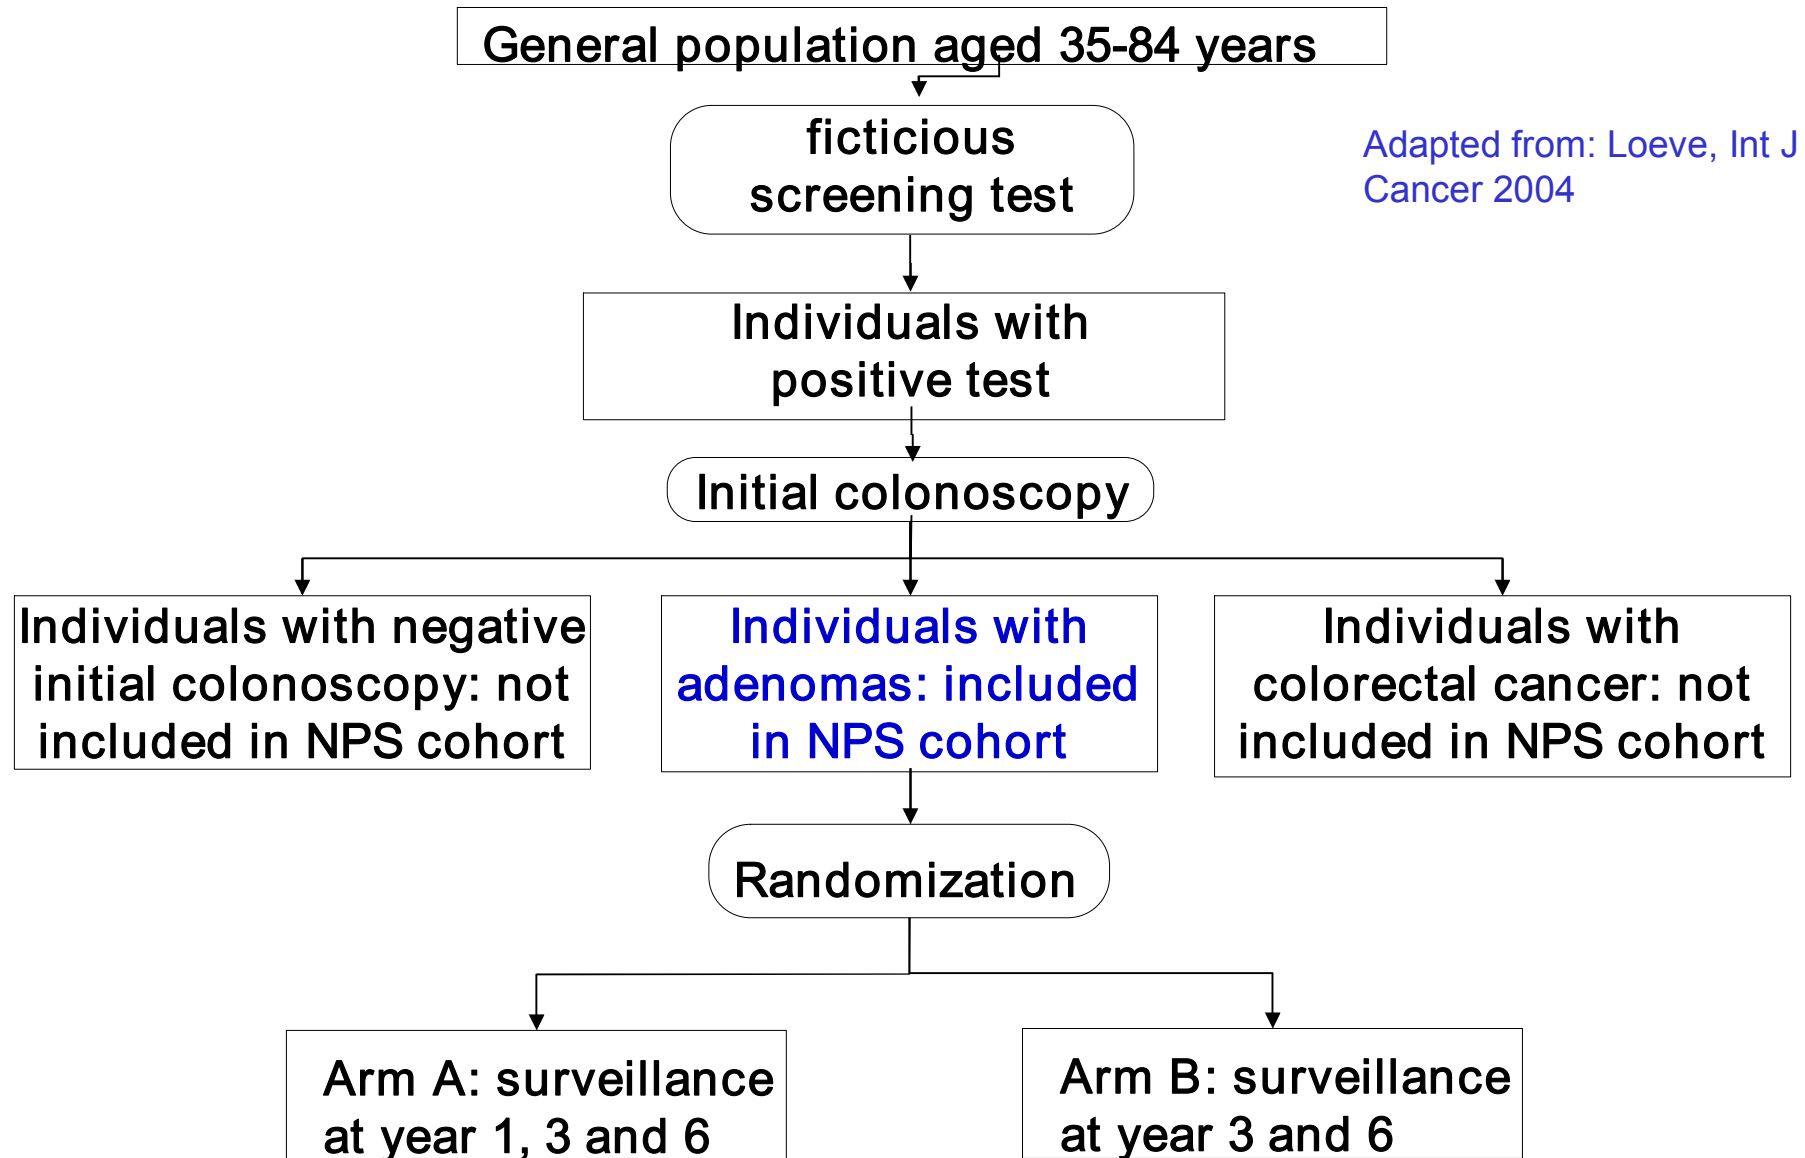 General population aged 35-84 years
ficticious
screening test
Adapted from: Loeve, Int J
Cancer 2004
Individuals with
positive test
Initial colonoscopy
Individuals with negative
initial colonoscopy: not
included in NPS cohort
Individuals with
adenomas: included
in NPS cohort
Individuals with
colorectal cancer: not
included in NPS cohort
Randomization
Arm A: surveillance
at year 1, 3 and 6
Arm B: surveillance
at year 3 and 6